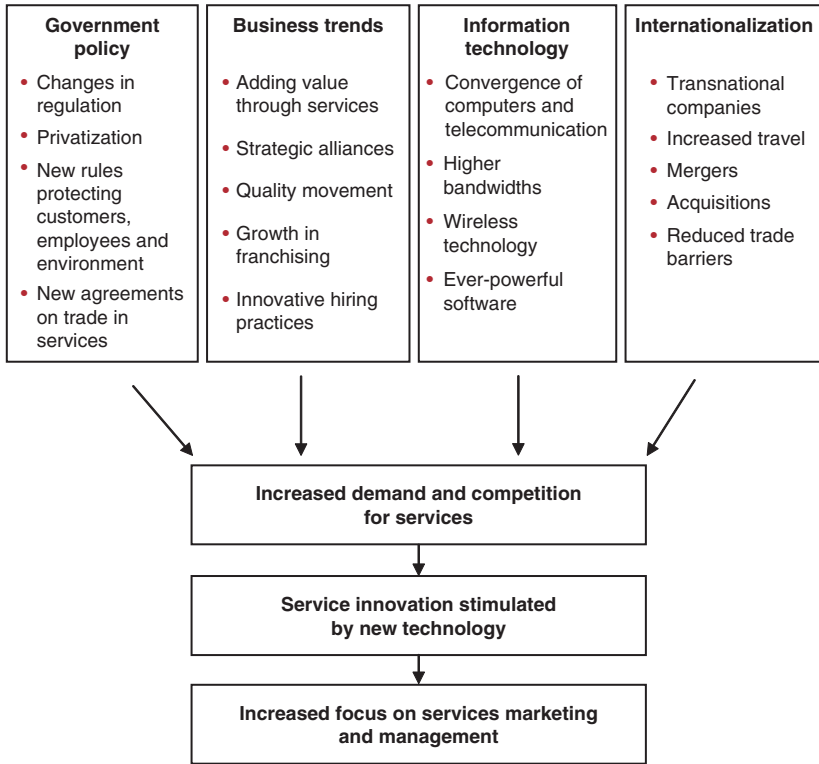 Government
policy
• Changes in
regulation
• Privatization
• New rules
protecting
customers,
employees and
environment
• New agreements
on trade in
services
Business trends
• Adding value
through services
• Strategic alliances
• Quality movement
• Growth in
franchising
• Innovative hiring
practices
Information
technology
• Convergence of
computers and
telecommunication
• Higher
bandwidths
• Wireless
technology
• Ever-powerful
software
Internationalization
• Transnational
companies
• Increased travel
• Mergers
• Acquisitions
• Reduced trade
barriers
Increased demand and competition
for services
Service innovation stimulated
by new technology
Increased focus on services marketing
and management